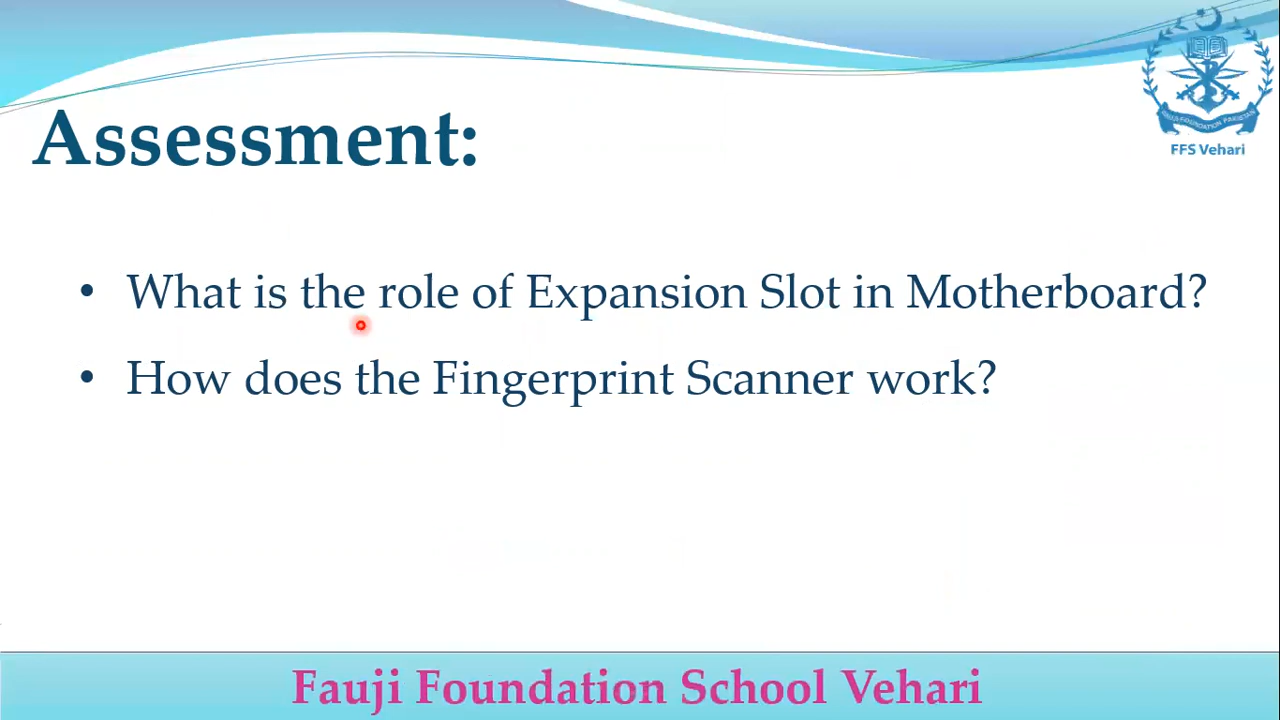 Assessment:
FFS Vehari
• What is the role of Expansion Slot in Motherboard?
• How does the Fingerprint Scanner work?
Fauji Foundation School Vehari